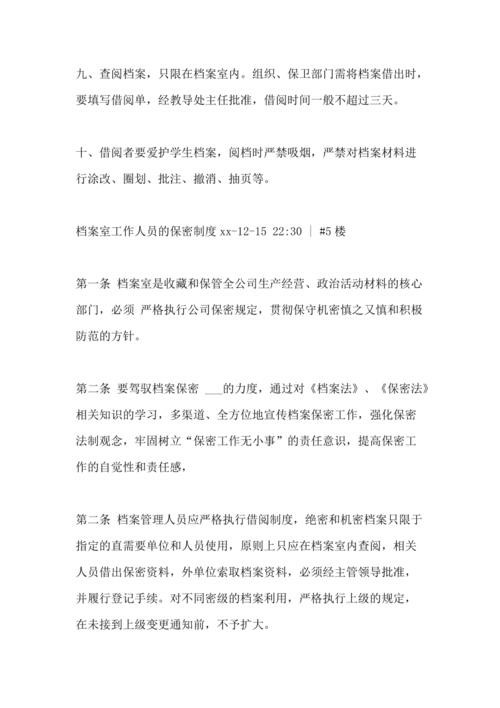 九、查阅档案，只限在档案室内。组织、保卫部门需将档案借出时，
要填写借阅单，经教导处主任批准，借阅时间一般不超过三天。
十、借阅者要爱护学生档案，阅档时严禁吸烟，严禁对档案材料进
行涂改、圈划、批注、撤消、抽页等。
档案室工作人员的保密制度 xx-12-15 22:30 | #5 楼
第一条 档案室是收藏和保管全公司生产经营、政治活动材料的核心
部门，必须 严格执行公司保密规定，贯彻保守机密慎之又慎和积极
防范的方针。
第二条 要驾驭档案保密 ___的力度，通过对《档案法》、《保密法》
相关知识的学习，多渠道、全方位地宣传档案保密工作，强化保密
法制观念，牢固树立“保密工作无小事”的责任意识，提高保密工
作的自觉性和责任感，
第二条 档案管理人员应严格执行借阅制度，绝密和机密档案只限于
指定的直需要单位和人员使用，原则上只应在档案室内查阅，相关
人员借出保密资料，外单位索取档案资料，必须经主管领导批准，
并履行登记手续。对不同密级的档案利用，严格执行上级的规定，
在未接到上级变更通知前，不予扩大。